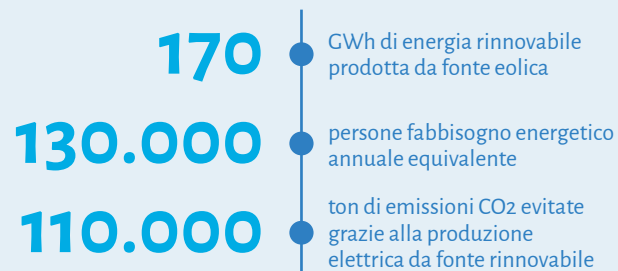 170
GWh di energia rinnovabile
prodotta da fonte eolica
130.000
persone fabbisogno energetico
annuale equivalente
110.000
ton di emissioni CO2 evitate
grazie alla produzione
elettrica da fonte rinnovabile